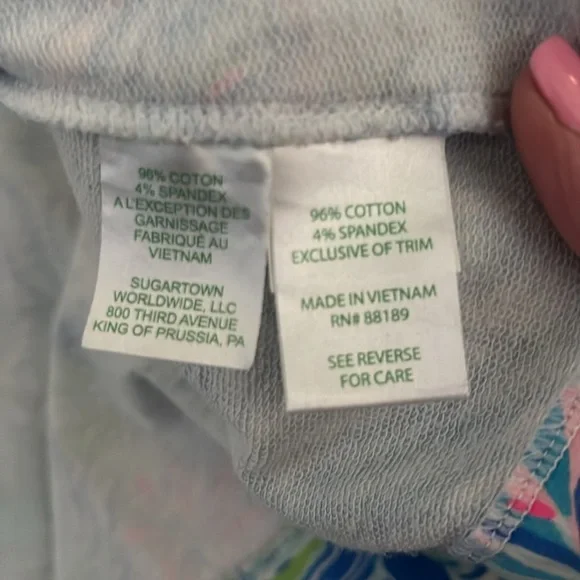 96% COTON
4% SPANDEX
A L'EXCEPTION DES
GARNISSAGE
FABRIQUÉ AU
VIETNAM
SUGARTOWN
WORLDWIDE, LLC
800 THIRD AVENUE
KING OF PRUSSIA, PA
96% COTTON
4% SPANDEX
EXCLUSIVE OF TRIM
MADE IN VIETNAM
RN# 88189
SEE REVERSE
FOR CARE